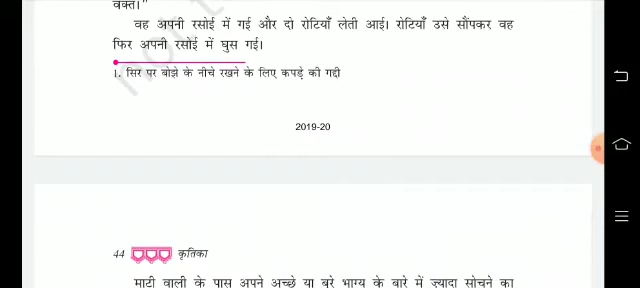 वक्त।"
वह अपनी रसोई में गई और दो रोटियाँ लेती आई। रोटियाँ उसे सौंपकर वह
फिर अपनी रसोई में घुस गई।
1. सिर पर बोझे के नीचे रखने के लिए कपड़े की गद्दी
2019-20
44 कृतिका
माटी वाली के पास अपने अच्छे या बुरे भाग्य के बारे में ज्यादा सोचने का